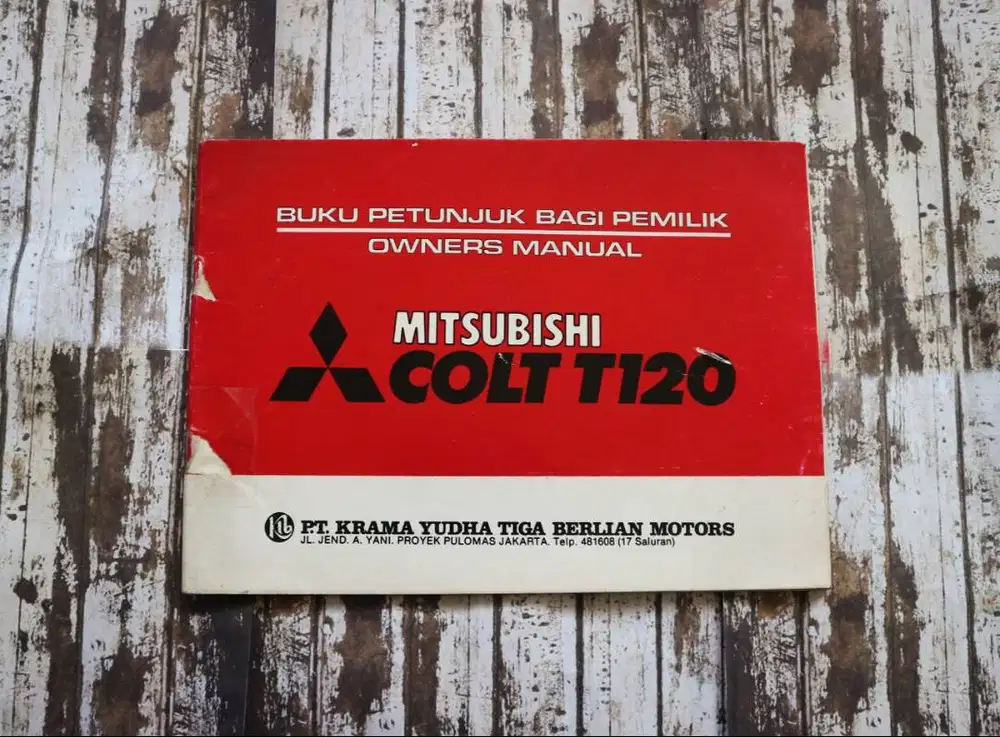 BUKU PETUNJUK BAGI PEMILIK
OWNERS MANUAL
MITSUBISHI
COLT T120
P.T. KRAMA YUDHA TIGA BERLIAN MOTORS
JL. JEND. A. YANI. PROYEK PULOMAS JAKARTA. Telp. 481608 (17 Saluran)